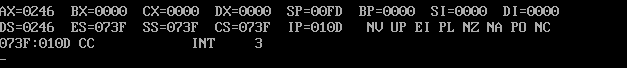 AX=0246  BX=0000  CX=0000  DX=0000  SP=00FD  BP=0000  SI=0000  DI=0000
DS=0246  ES=073F  SS=073F  CS=073F  IP=010D   NV UP EI PL NZ NA PO NC
073F:010D CC            INT     3